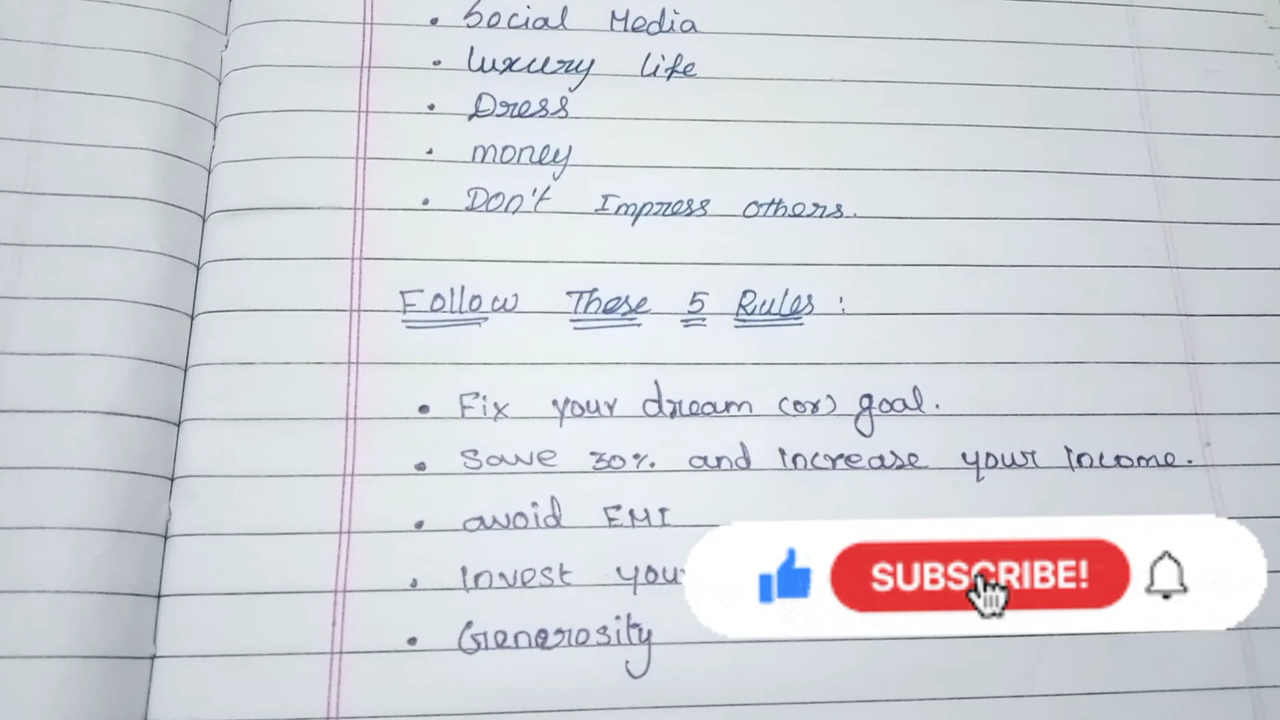 • Social Media
• luxury life
• Dress
• money
• Don't Impress others.
Follow These 5 Rules :
• Fix your dream (or) goal.
• Save 30% and increase your income.
• avoid EMI
• Invest you
SUBSCRIBE!
• Generosity